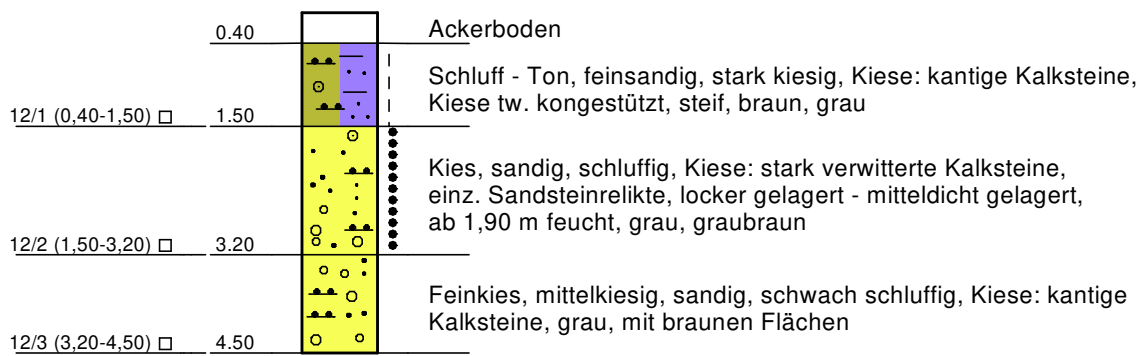 0.40
Ackerboden
Schluff - Ton, feinsandig, stark kiesig, Kiese: kantige Kalksteine,
Kiese tw. kongestützt, steif, braun, grau
12/1 (0,40-1,50)
1.50
Kies, sandig, schluffig, Kiese: stark verwitterte Kalksteine,
einz. Sandsteinrelikte, locker gelagert - mitteldicht gelagert,
ab 1,90 m feucht, grau, graubraun
12/2 (1,50-3,20)
3.20
Feinkies, mittelkiesig, sandig, schwach schluffig, Kiese: kantige
Kalksteine, grau, mit braunen Flächen
12/3 (3,20-4,50)
4.50